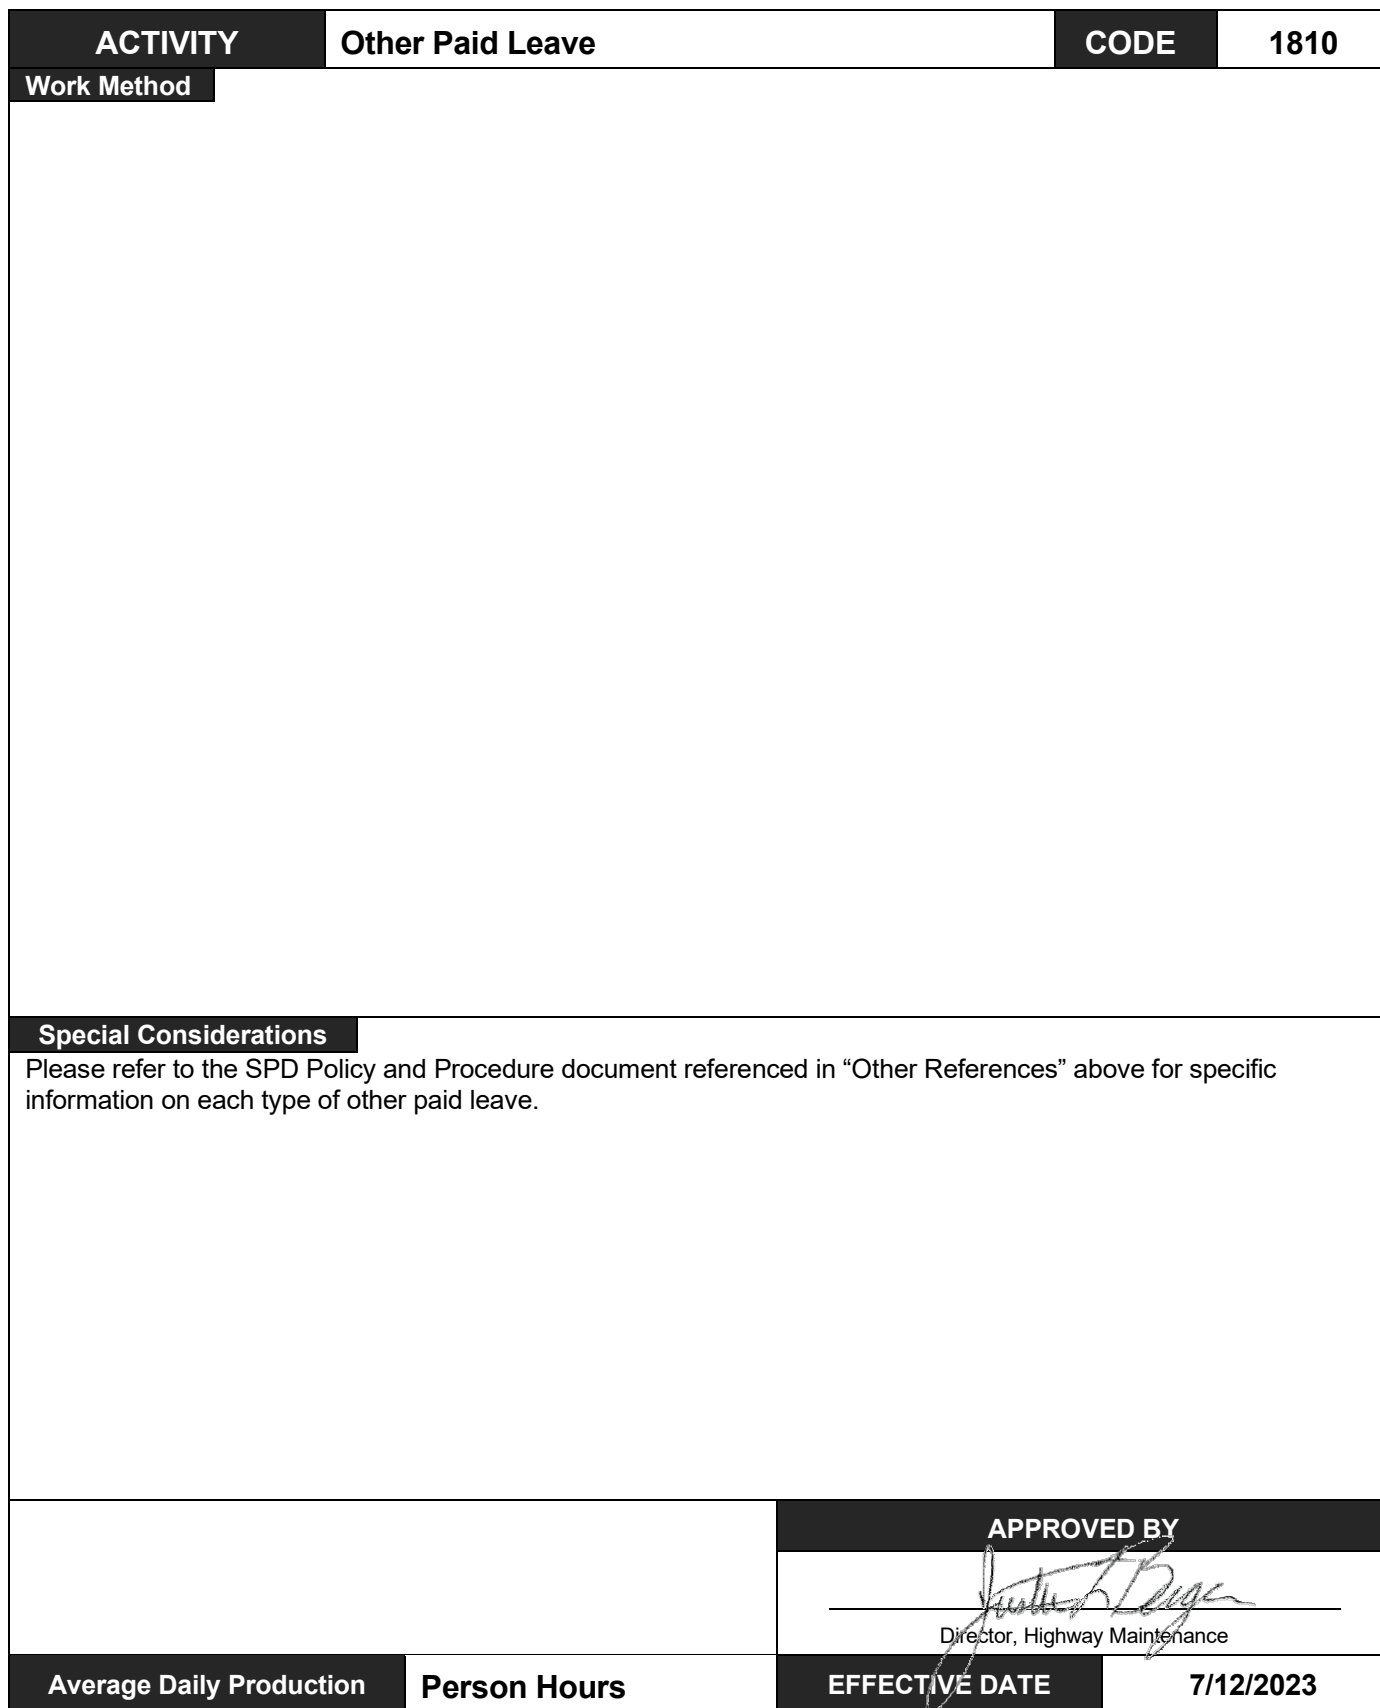 ACTIVITY Other Paid Leave CODE 1810
Work Method
Special Considerations
Please refer to the SPD Policy and Procedure document referenced in “Other References” above for specific
information on each type of other paid leave.
APPROVED BY
Director, Highway Maintenance
Average Daily Production Person Hours EFFECTIVE DATE 7/12/2023